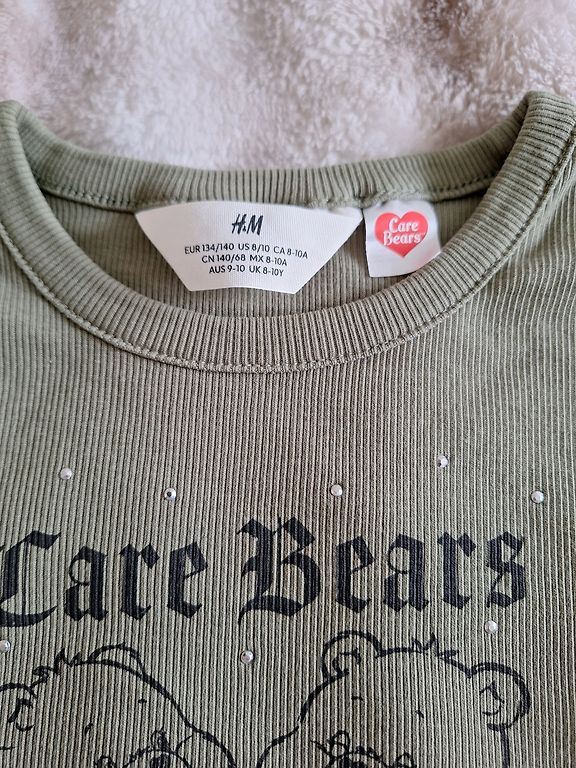 H&M
EUR 134/140 US 8/10 CA 8-10A
CN 140/68 MX 8-10A
AUS 9-10 UK 8-10Y
Care
Bears
Care Bears